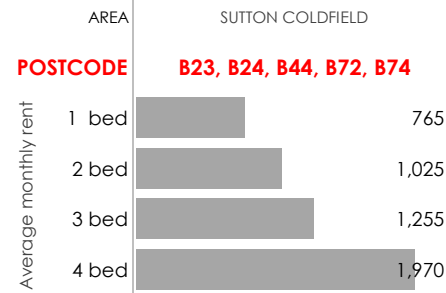 AREA SUTTON COLDFIELD
POSTCODE B23, B24, B44, B72, B74
Average monthly rent
1 bed 765
2 bed 1,025
3 bed 1,255
4 bed 1,970